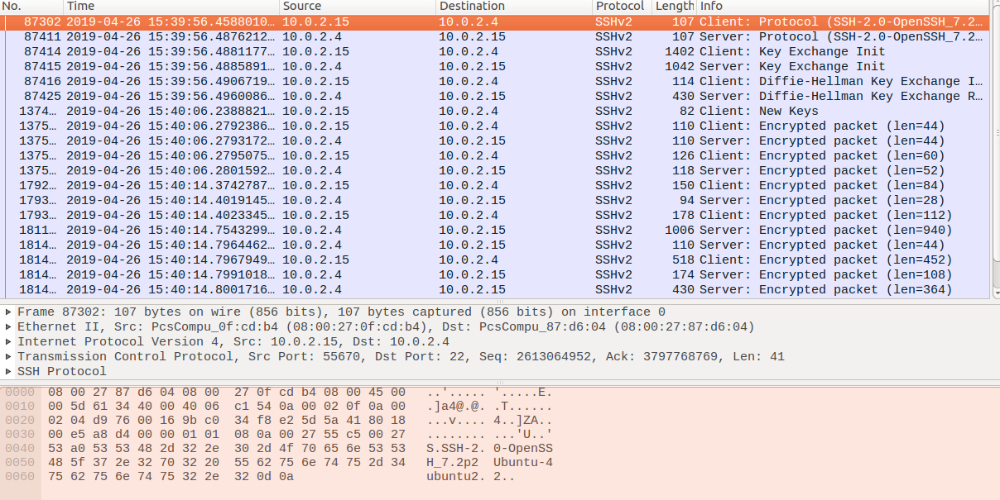 No. Time Source Destination Protocol Length Info
87302 2019-04-26 15:39:56.4588010… 10.0.2.15 10.0.2.4 SSHv2 107 Client: Protocol (SSH-2.0-OpenSSH_7.2…
87411 2019-04-26 15:39:56.4876212… 10.0.2.4 10.0.2.15 SSHv2 107 Server: Protocol (SSH-2.0-OpenSSH_7.2…
87414 2019-04-26 15:39:56.4881177… 10.0.2.15 10.0.2.4 SSHv2 1402 Client: Key Exchange Init
87415 2019-04-26 15:39:56.4885891… 10.0.2.4 10.0.2.15 SSHv2 1042 Server: Key Exchange Init
87416 2019-04-26 15:39:56.4906719… 10.0.2.15 10.0.2.4 SSHv2 114 Client: Diffie-Hellman Key Exchange I…
87425 2019-04-26 15:39:56.4960086… 10.0.2.4 10.0.2.15 SSHv2 430 Server: Diffie-Hellman Key Exchange R…
1374… 2019-04-26 15:40:06.2388821… 10.0.2.15 10.0.2.4 SSHv2 82 Client: New Keys
1375… 2019-04-26 15:40:06.2792386… 10.0.2.15 10.0.2.4 SSHv2 110 Client: Encrypted packet (len=44)
1375… 2019-04-26 15:40:06.2793172… 10.0.2.4 10.0.2.15 SSHv2 110 Server: Encrypted packet (len=44)
1375… 2019-04-26 15:40:06.2795075… 10.0.2.15 10.0.2.4 SSHv2 126 Client: Encrypted packet (len=60)
1375… 2019-04-26 15:40:06.2801592… 10.0.2.4 10.0.2.15 SSHv2 118 Server: Encrypted packet (len=52)
1792… 2019-04-26 15:40:14.3742787… 10.0.2.15 10.0.2.4 SSHv2 150 Client: Encrypted packet (len=84)
1793… 2019-04-26 15:40:14.4019145… 10.0.2.4 10.0.2.15 SSHv2 94 Server: Encrypted packet (len=28)
1793… 2019-04-26 15:40:14.4023345… 10.0.2.15 10.0.2.4 SSHv2 178 Client: Encrypted packet (len=112)
1811… 2019-04-26 15:40:14.7543299… 10.0.2.4 10.0.2.15 SSHv2 1006 Server: Encrypted packet (len=940)
1814… 2019-04-26 15:40:14.7964462… 10.0.2.4 10.0.2.15 SSHv2 110 Server: Encrypted packet (len=44)
1814… 2019-04-26 15:40:14.7967949… 10.0.2.15 10.0.2.4 SSHv2 518 Client: Encrypted packet (len=452)
1814… 2019-04-26 15:40:14.7991018… 10.0.2.4 10.0.2.15 SSHv2 174 Server: Encrypted packet (len=108)
1814… 2019-04-26 15:40:14.8001716… 10.0.2.4 10.0.2.15 SSHv2 430 Server: Encrypted packet (len=364)
Frame 87302: 107 bytes on wire (856 bits), 107 bytes captured (856 bits) on interface 0
Ethernet II, Src: PcsCompu_0f:cd:b4 (08:00:27:0f:cd:b4), Dst: PcsCompu_87:d6:04 (08:00:27:87:d6:04)
Internet Protocol Version 4, Src: 10.0.2.15, Dst: 10.0.2.4
Transmission Control Protocol, Src Port: 55670, Dst Port: 22, Seq: 2613064952, Ack: 3797768769, Len: 41
SSH Protocol
0000 08 00 27 87 d6 04 08 00 27 0f cd b4 08 00 45 00 ..'..... '.....E.
0010 00 5d 61 34 40 00 40 06 c1 54 0a 00 02 0f 0a 00 .]a4@.@. .T......
0020 02 04 d9 76 00 16 9b c0 34 f8 e2 5d 5a 41 80 18 ...v.... 4..]ZA..
0030 00 e5 a8 d4 00 00 01 01 08 0a 00 27 55 c5 00 27 ........ ...'U..'
0040 53 a0 53 53 48 2d 32 2e 30 2d 4f 70 65 6e 53 53 S.SSH-2. 0-OpenSS
0050 48 5f 37 2e 32 70 32 20 55 62 75 6e 74 75 2d 34 H_7.2p2 Ubuntu-4
0060 75 62 75 6e 74 75 32 2e 32 0d 0a ubuntu2. 2..